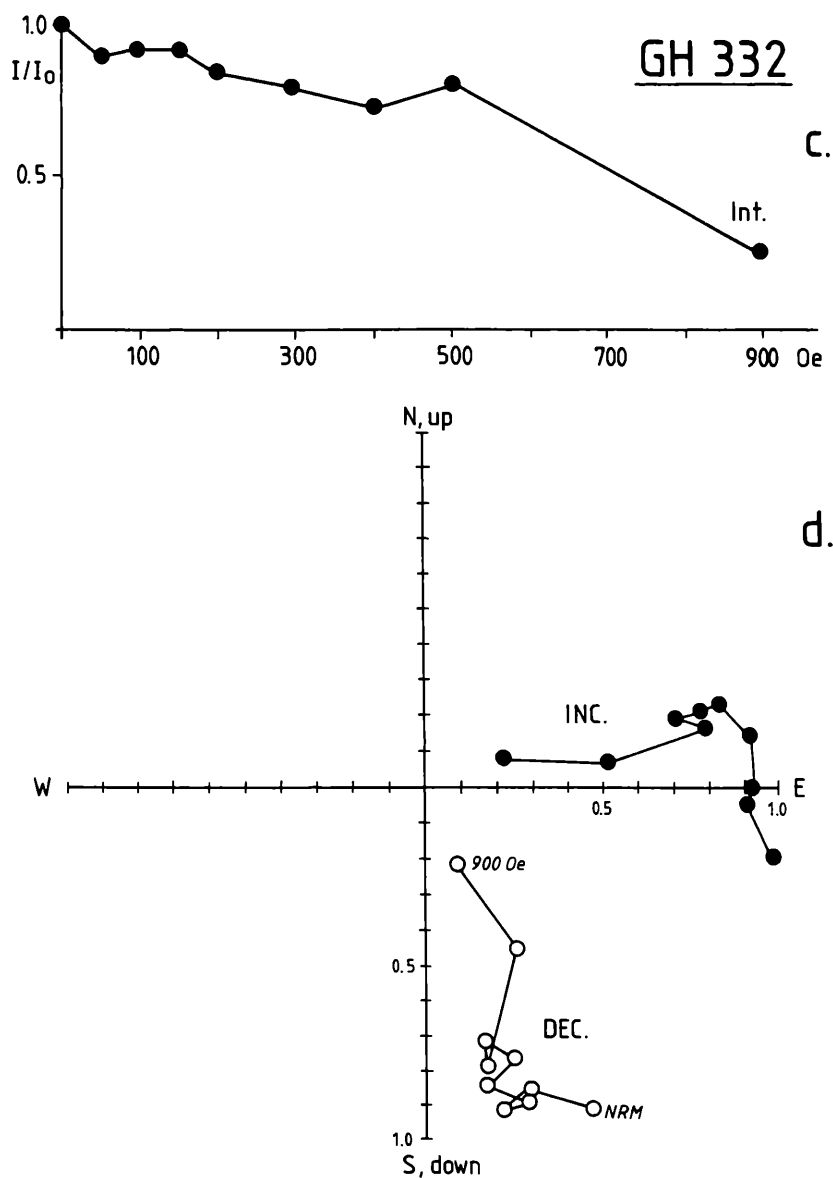 1.0
I/I₀
GH 332
c.
0.5
Int.
100 300 500 700 900 Oe
N, up
d.
INC.
W E
0.5 1.0
900 Oe
0.5
DEC.
NRM
1.0
S, down